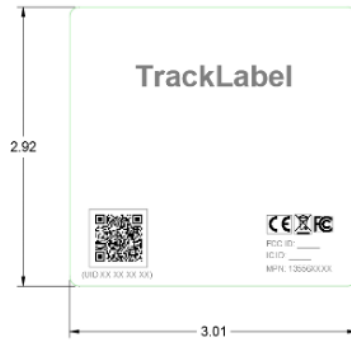 TrackLabel
2.92
CE FC
FCC ID: _____
IC ID: _____
(UID XX XX XX XX)
MPN: 13556XXXX
3.01